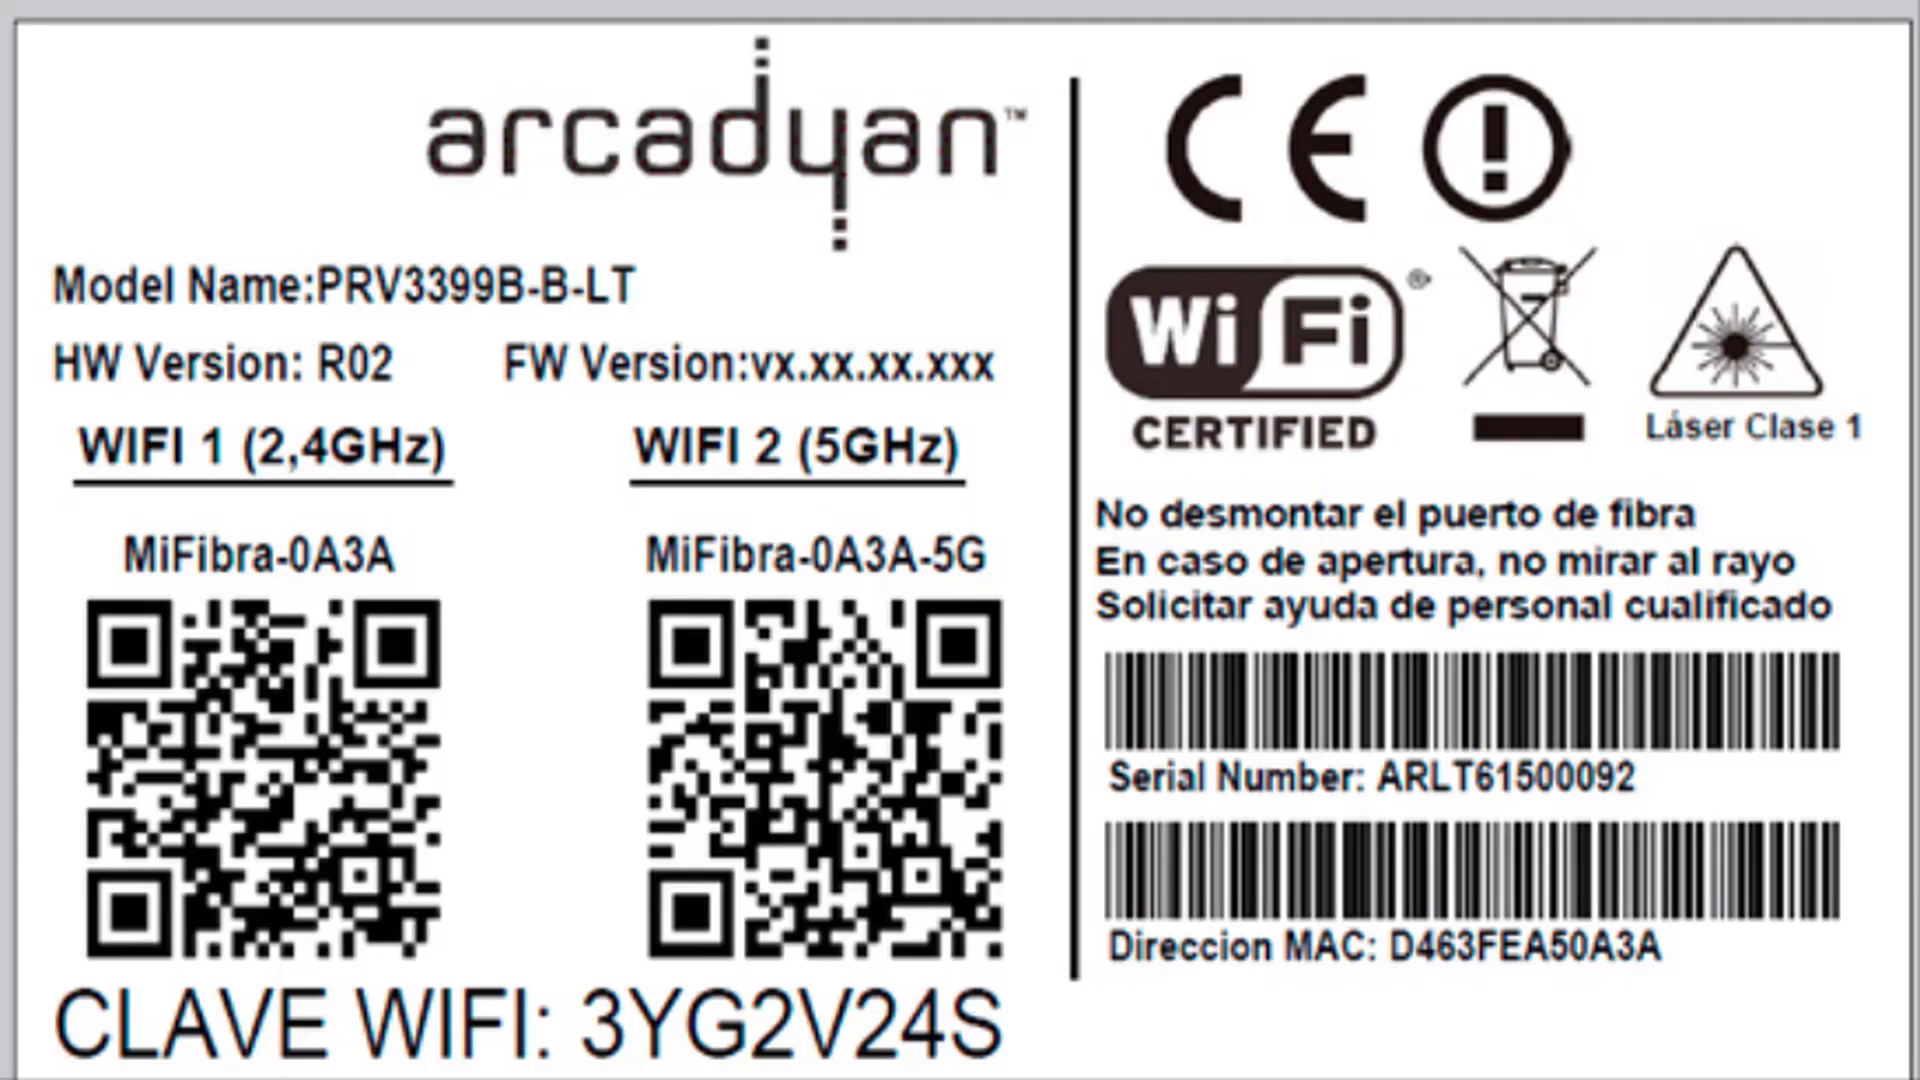 arcadyan™
Model Name:PRV3399B-B-LT
HW Version: R02 FW Version:vx.xx.xx.xxx
WIFI 1 (2,4GHz) WIFI 2 (5GHz)
MiFibra-0A3A MiFibra-0A3A-5G
CLAVE WIFI: 3YG2V24S
CE
Wi Fi ®
CERTIFIED
Láser Clase 1
No desmontar el puerto de fibra
En caso de apertura, no mirar al rayo
Solicitar ayuda de personal cualificado
Serial Number: ARLT61500092
Direccion MAC: D463FEA50A3A